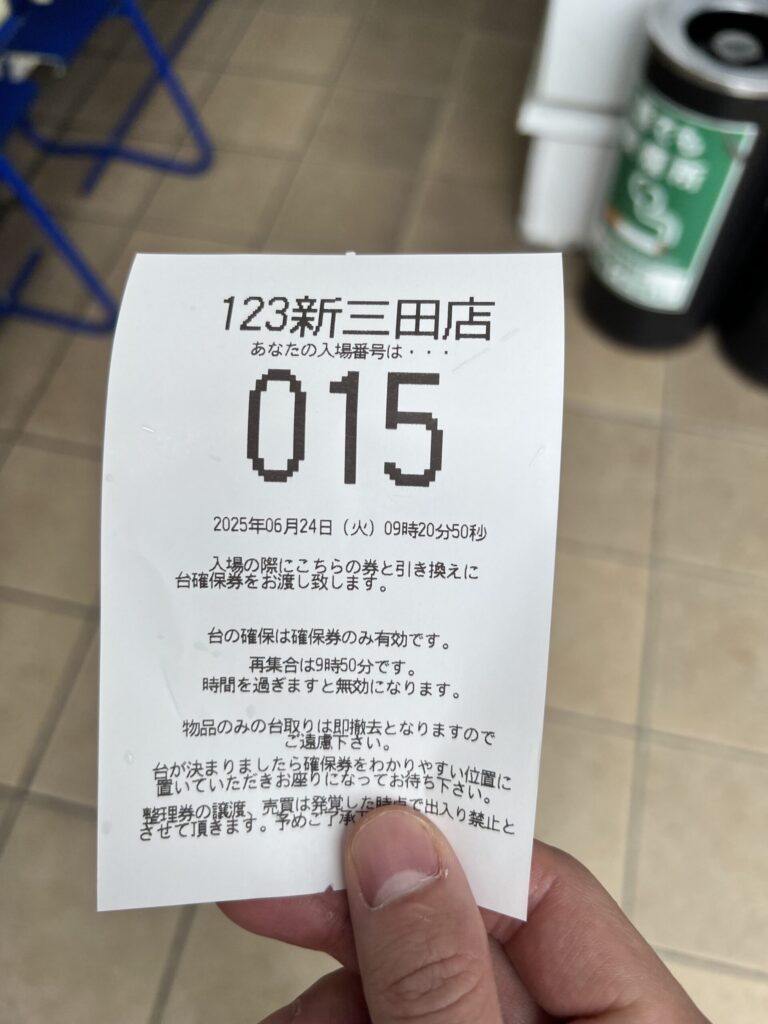 123新三田店
あなたの入場番号は・・・
015
2025年06月24日（火）09時20分50秒
入場の際にこちらの券と引き換えに
台確保券をお渡し致します。
台の確保は確保券のみ有効です。
再集合は9時50分です。
時間を過ぎますと無効になります。
物品のみの台取りは即撤去となりますので
ご遠慮下さい。
台が決まりましたら確保券をわかりやすい位置に
置いていただきお座りになってお待ち下さい。
整理券の譲渡、売買は発覚した時点で出入り禁止と
させて頂きます。予めご了承